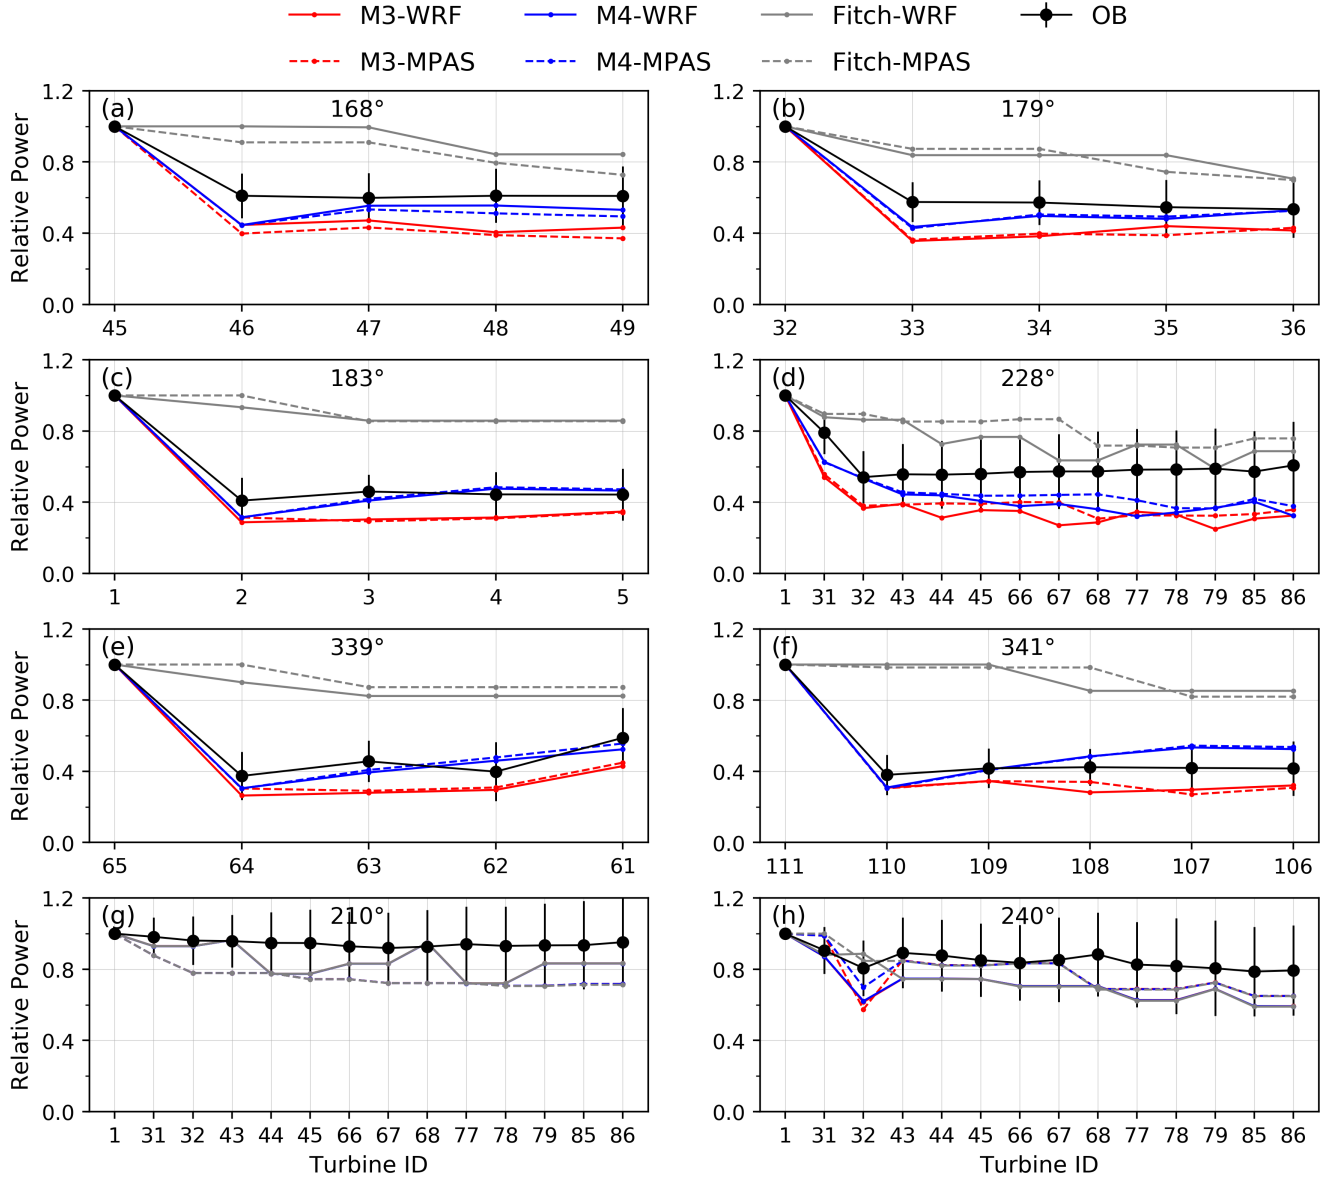 M3-WRF M4-WRF Fitch-WRF OB
M3-MPAS M4-MPAS Fitch-MPAS
(a) 168°
Relative Power
1.2
0.8
0.4
0.0
45 46 47 48 49
(b) 179°
1.2
0.8
0.4
0.0
32 33 34 35 36
(c) 183°
Relative Power
1.2
0.8
0.4
0.0
1 2 3 4 5
(d) 228°
1.2
0.8
0.4
0.0
1 31 32 43 44 45 66 67 68 77 78 79 85 86
(e) 339°
Relative Power
1.2
0.8
0.4
0.0
65 64 63 62 61
(f) 341°
1.2
0.8
0.4
0.0
111 110 109 108 107 106
(g) 210°
Relative Power
1.2
0.8
0.4
0.0
1 31 32 43 44 45 66 67 68 77 78 79 85 86
Turbine ID
(h) 240°
1.2
0.8
0.4
0.0
1 31 32 43 44 45 66 67 68 77 78 79 85 86
Turbine ID